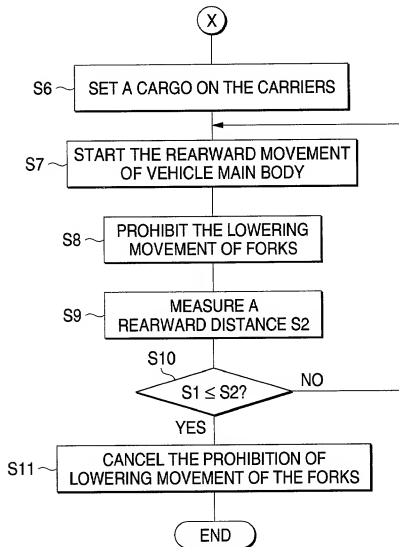 X
S6
SET A CARGO ON THE CARRIERS
S7
START THE REARWARD MOVEMENT
OF VEHICLE MAIN BODY
S8
PROHIBIT THE LOWERING
MOVEMENT OF FORKS
S9
MEASURE A
REARWARD DISTANCE S2
S10
S1 ≤ S2?
NO
YES
S11
CANCEL THE PROHIBITION OF
LOWERING MOVEMENT OF THE FORKS
END